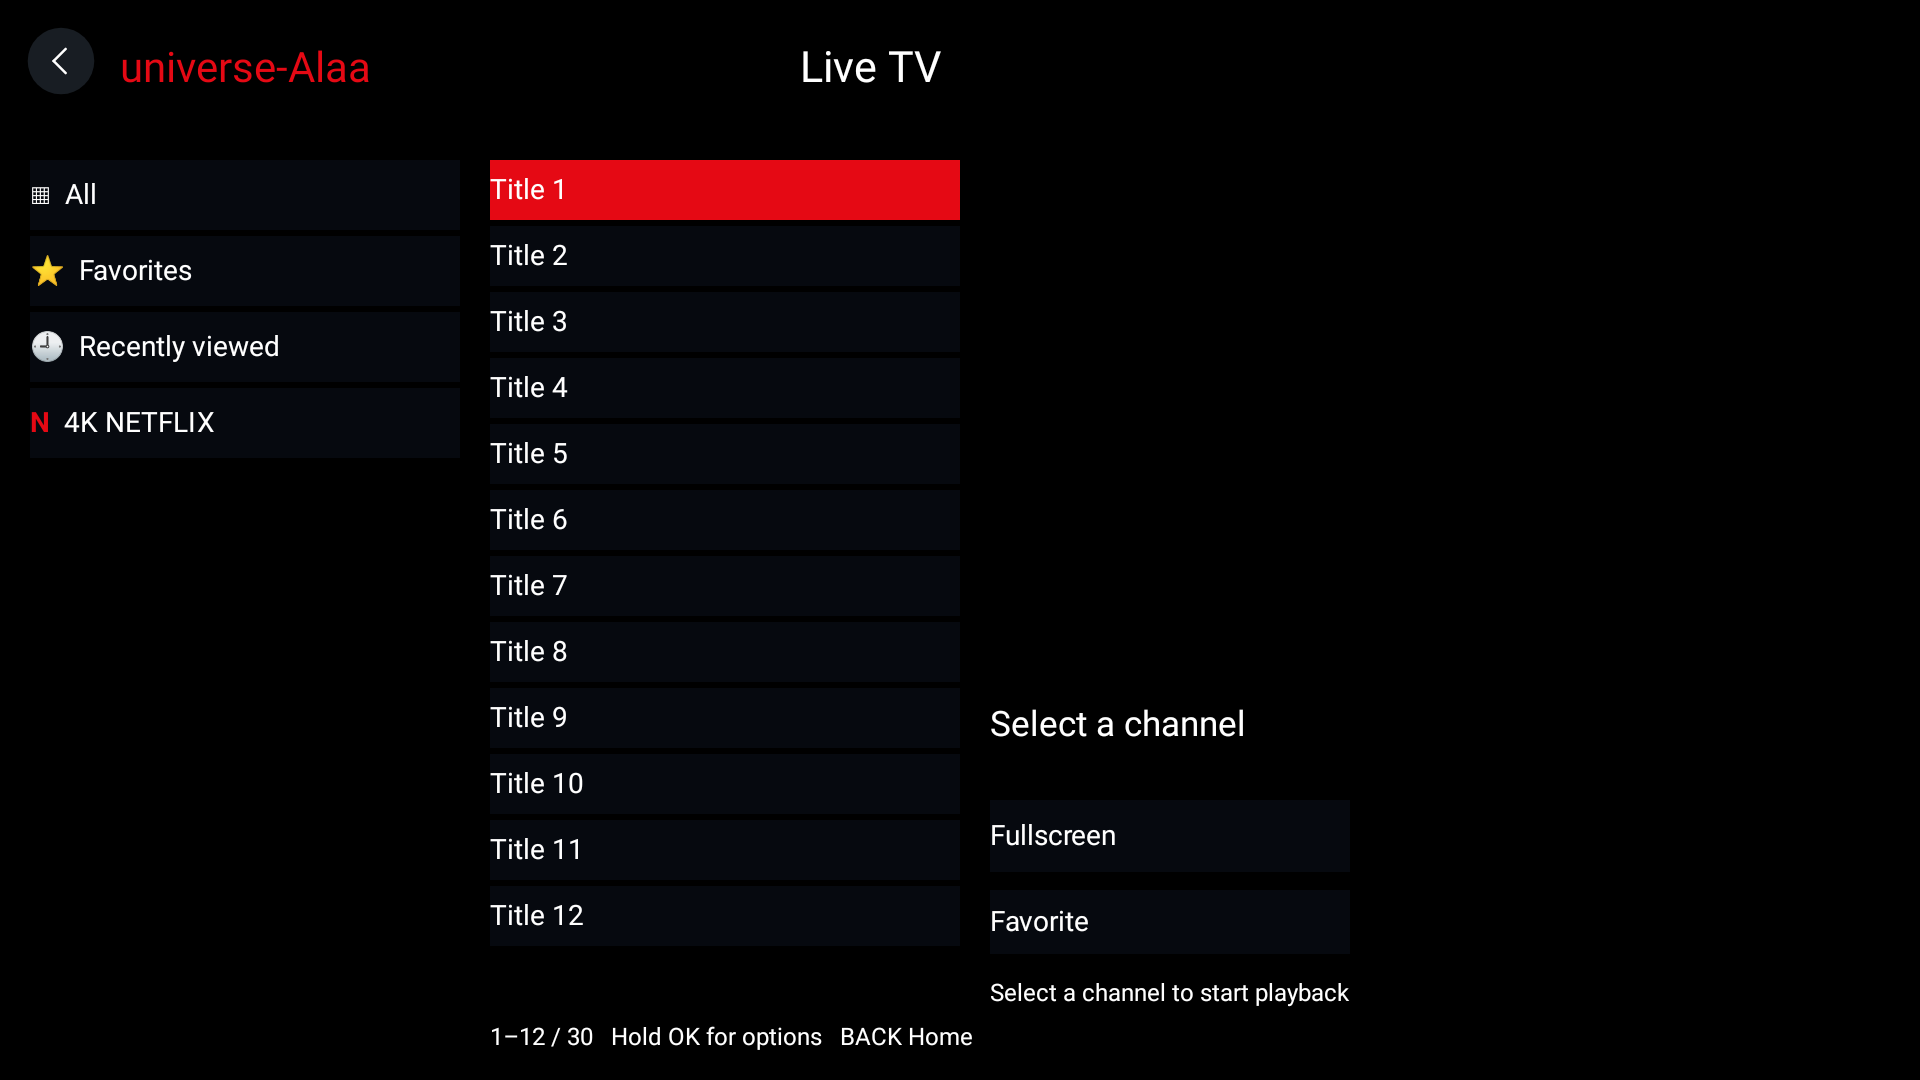 universe-Alaa
Live TV
All
Favorites
Recently viewed
N 4K NETFLIX
Title 1
Title 2
Title 3
Title 4
Title 5
Title 6
Title 7
Title 8
Title 9
Title 10
Title 11
Title 12
Select a channel
Fullscreen
Favorite
Select a channel to start playback
1–12 / 30 Hold OK for options BACK Home